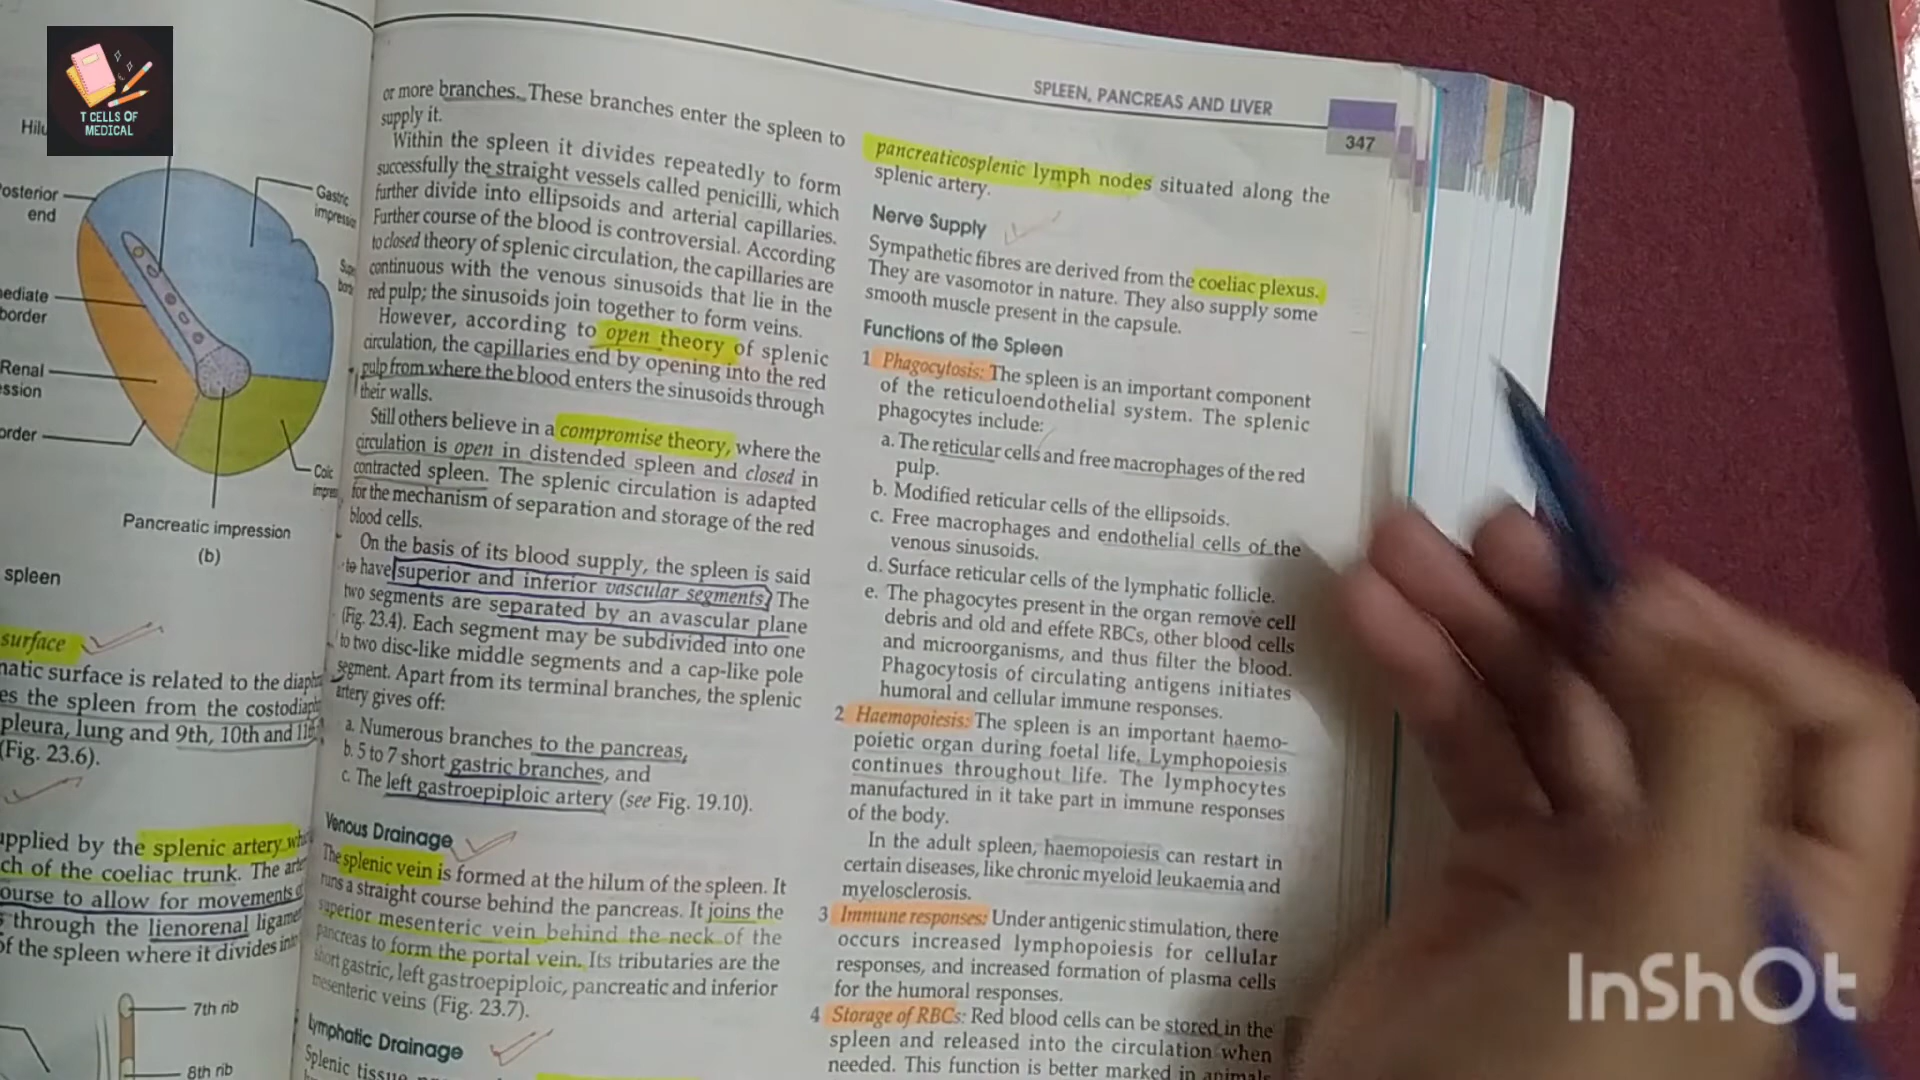 T CELLS OF
MEDICAL
Posterior
end
Gastric
Renal
Pancreatic impression
(b)
spleen
surface
surface is related to the
the spleen from the
pleura, lung and 9th, 10th and 11th
(Fig. 23.6).
by the splenic artery
of the coeliac trunk. The
to allow for movements
through the lienorenal
of the spleen where it divides
7th rib
8th rib
SPLEEN, PANCREAS AND LIVER
347
or more branches. These branches enter the spleen to
supply it.
Within the spleen it divides repeatedly to form
successfully the straight vessels called penicilli, which
further divide into ellipsoids and arterial capillaries.
Further course of the blood is controversial. According
to closed theory of splenic circulation, the capillaries are
continuous with the venous sinusoids that lie in the
red pulp; the sinusoids join together to form veins.
However, according to open theory of splenic
circulation, the capillaries end by opening into the red
pulp from where the blood enters the sinusoids through
their walls.
Still others believe in a compromise theory, where the
circulation is open in distended spleen and closed in
contracted spleen. The splenic circulation is adapted
for the mechanism of separation and storage of the red
blood cells.
On the basis of its blood supply, the spleen is said
to have superior and inferior vascular segments. The
two segments are separated by an avascular plane
(Fig. 23.4). Each segment may be subdivided into one
to two disc-like middle segments and a cap-like pole
segment. Apart from its terminal branches, the splenic
artery gives off:
a. Numerous branches to the pancreas,
b. 5 to 7 short gastric branches, and
c. The left gastroepiploic artery (see Fig. 19.10).
Venous Drainage
The splenic vein is formed at the hilum of the spleen. It
runs a straight course behind the pancreas. It joins the
superior mesenteric vein behind the neck of the
pancreas to form the portal vein. Its tributaries are the
short gastric, left gastroepiploic, pancreatic and inferior
mesenteric veins (Fig. 23.7).
Lymphatic Drainage
Splenic tissue
pancreaticosplenic lymph nodes situated along the
splenic artery.
Nerve Supply
Sympathetic fibres are derived from the coeliac plexus.
They are vasomotor in nature. They also supply some
smooth muscle present in the capsule.
Functions of the Spleen
1 Phagocytosis: The spleen is an important component
of the reticuloendothelial system. The splenic
phagocytes include:
a. The reticular cells and free macrophages of the red
pulp.
b. Modified reticular cells of the ellipsoids.
c. Free macrophages and endothelial cells of the
venous sinusoids.
d. Surface reticular cells of the lymphatic follicle.
e. The phagocytes present in the organ remove cell
debris and old and effete RBCs, other blood cells
and microorganisms, and thus filter the blood.
Phagocytosis of circulating antigens initiates
humoral and cellular immune responses.
2 Haemopoiesis: The spleen is an important haemo-
poietic organ during foetal life. Lymphopoiesis
continues throughout life. The lymphocytes
manufactured in it take part in immune responses
of the body.
In the adult spleen, haemopoiesis can restart in
certain diseases, like chronic myeloid leukaemia and
myelosclerosis.
3 Immune responses: Under antigenic stimulation, there
occurs increased lymphopoiesis for cellular
responses, and increased formation of plasma cells
for the humoral responses.
4 Storage of RBCs: Red blood cells can be stored in the
spleen and released into the circulation when
needed. This function is better marked in animals
InShOt